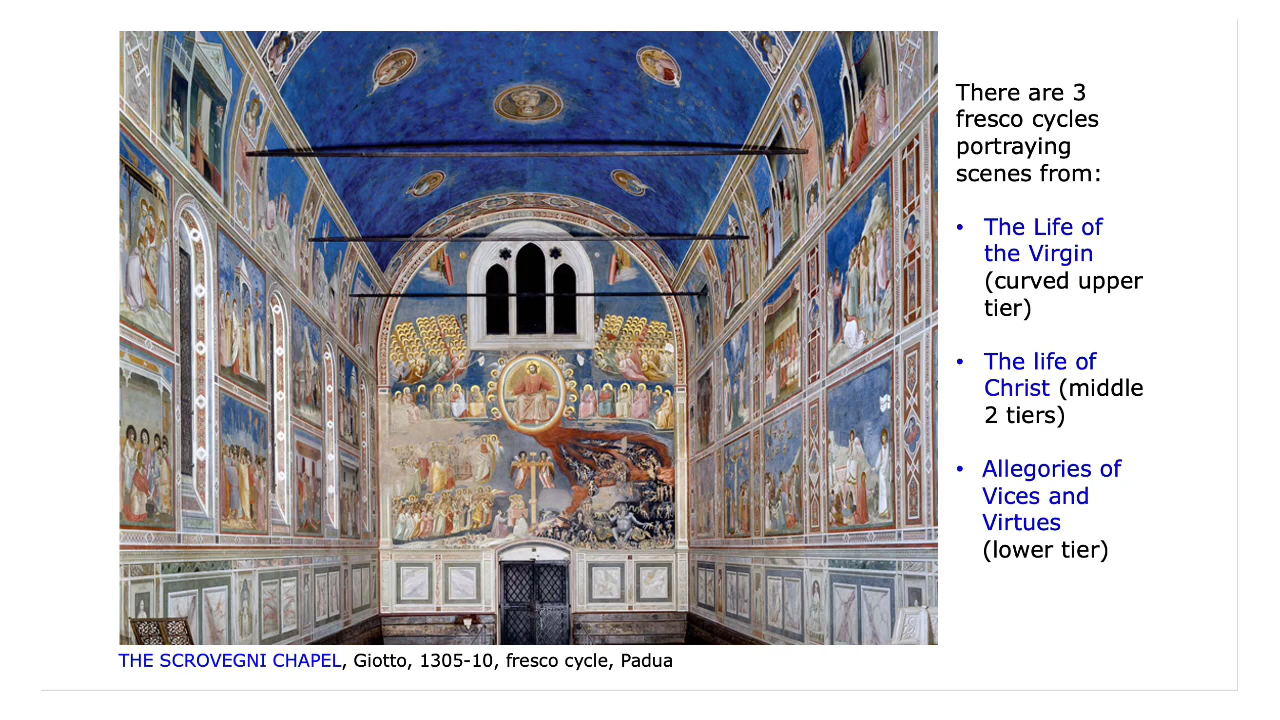 There are 3
fresco cycles
portraying
scenes from:
• The Life of
the Virgin
(curved upper
tier)
• The life of
Christ (middle
2 tiers)
• Allegories of
Vices and
Virtues
(lower tier)
THE SCROVEGNI CHAPEL, Giotto, 1305-10, fresco cycle, Padua